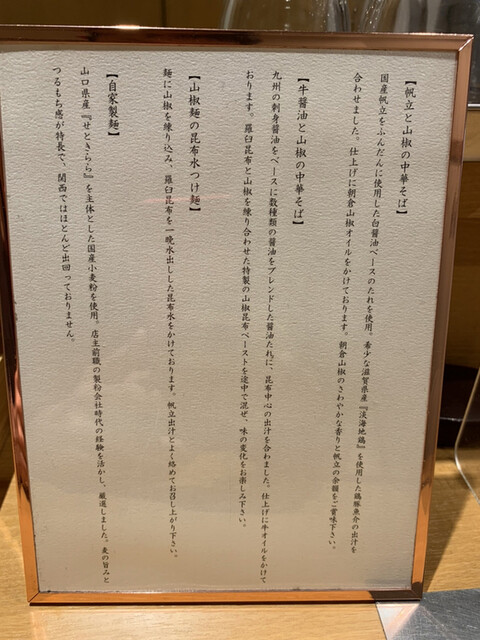 【帆立と山椒の中華そば】
国産帆立をふんだんに使用した白醤油ベースのたれを使用。希少な滋賀県産『淡海地鶏』を使用した鶏豚魚介の出汁を
合わせました。仕上げに朝倉山椒オイルをかけております。朝倉山椒のさわやかな香りと帆立の余韻をご賞味下さい。
【牛醤油と山椒の中華そば】
九州の刺身醤油をベースに数種類の醤油をブレンドした醤油たれに、昆布中心の出汁を合わました。仕上げに牛オイルをかけて
おります。羅臼昆布と山椒を練り合わせた特製の山椒昆布ペーストを途中で混ぜ、味の変化をお楽しみ下さい。
【山椒麺の昆布水つけ麺】
麺に山椒を練り込み、羅臼昆布を一晩水出しした昆布水をかけております。帆立出汁とよく絡めてお召し上がり下さい。
【自家製麺】
山口県産『せときらら』を主体とした国産小麦粉を使用。店主前職の製粉会社時代の経験を活かし、厳選しました。麦の旨みと
つるもち感が特長で、関西ではほとんど出回っておりません。